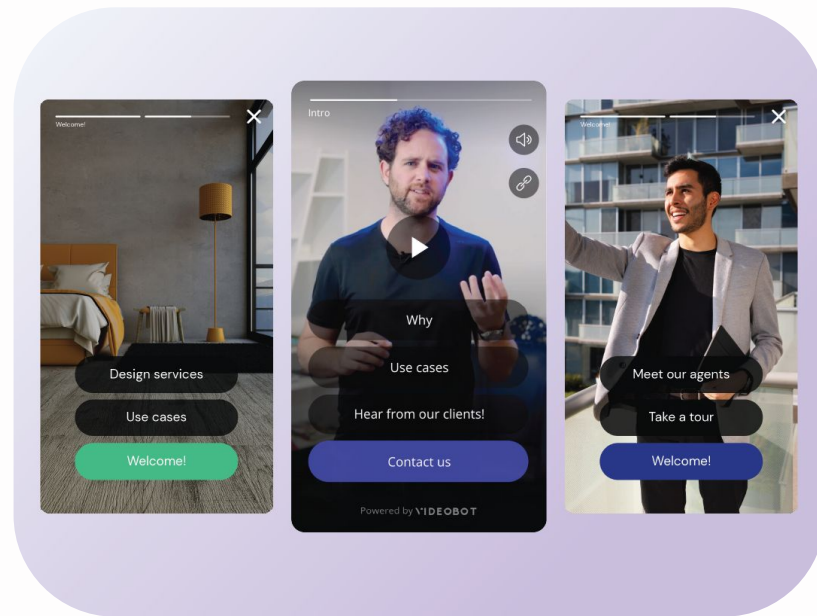 Welcome!
Design services
Use cases
Welcome!
Intro
Why
Use cases
Hear from our clients!
Contact us
Powered by VIDEOBOT
Welcome!
Meet our agents
Take a tour
Welcome!